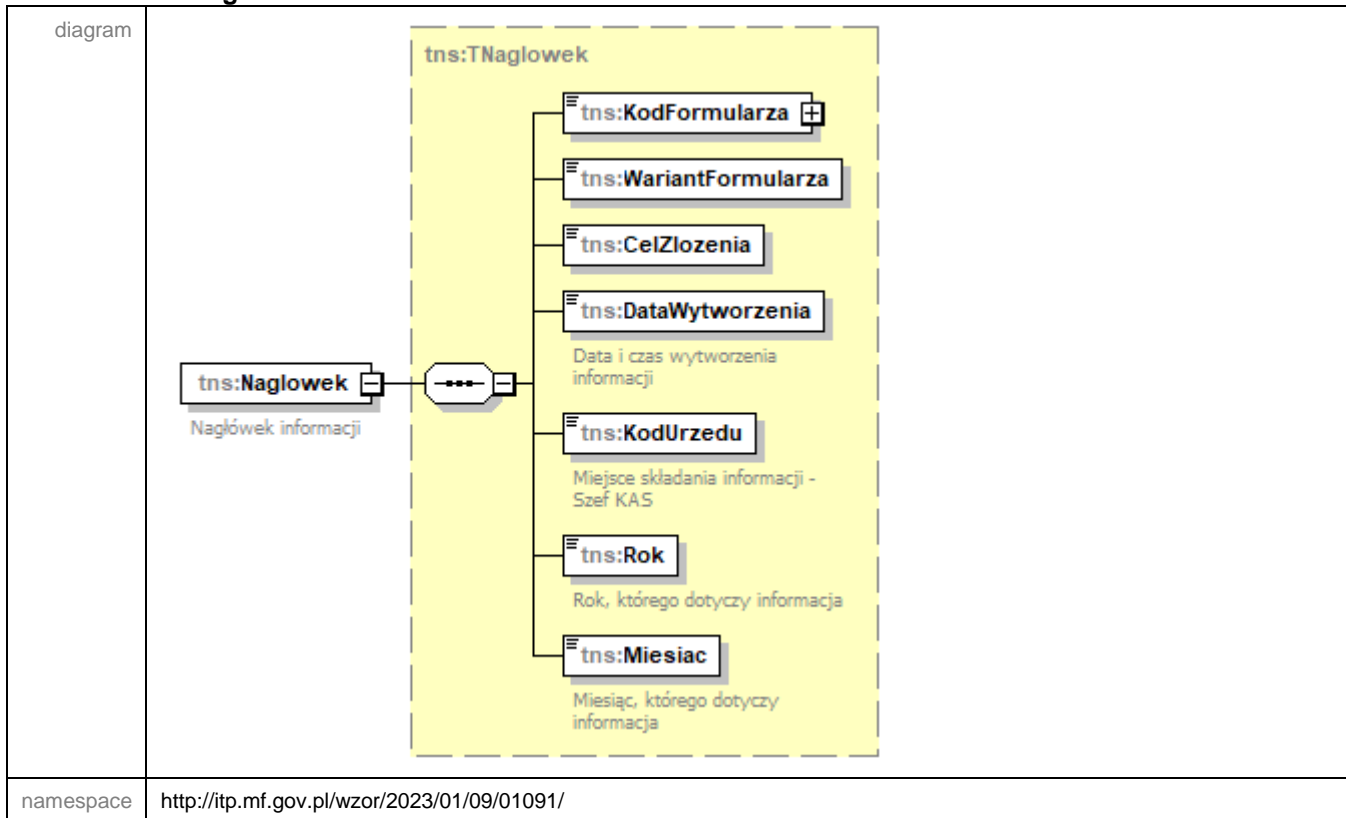 diagram
tns:TNaglowek
tns:KodFormularza
tns:WariantFormularza
tns:CelZlozenia
tns:DataWytworzenia
Data i czas wytworzenia
informacji
tns:Naglowek
Nagłówek informacji
tns:KodUrzedu
Miejsce składania informacji -
Szef KAS
tns:Rok
Rok, którego dotyczy informacja
tns:Miesiac
Miesiąc, którego dotyczy
informacja
namespace http://itp.mf.gov.pl/wzor/2023/01/09/01091/